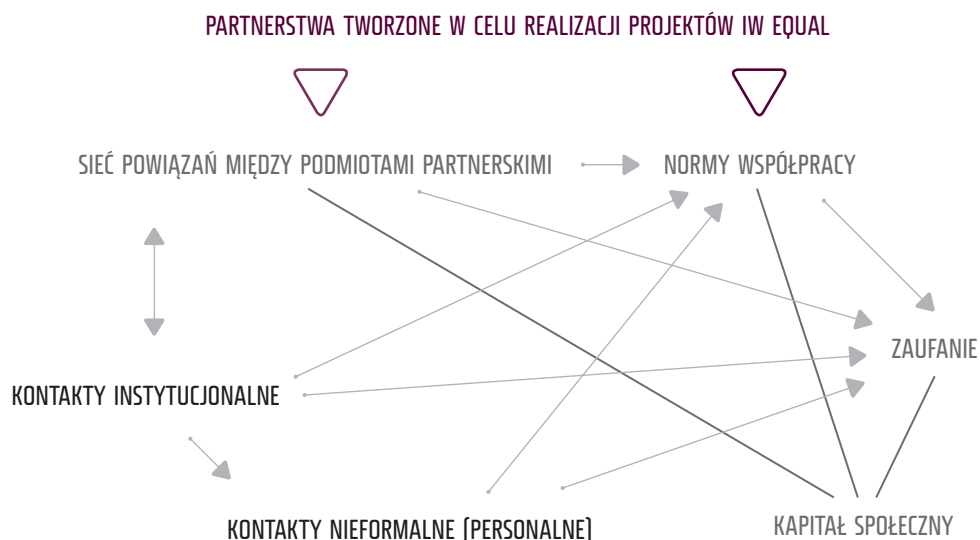 PARTNERSTWA TWORZONE W CELU REALIZACJI PROJEKTÓW IW EQUAL
SIEĆ POWIĄZAŃ MIĘDZY PODMIOTAMI PARTNERSKIMI
NORMY WSPÓŁPRACY
ZAUFANIE
KONTAKTY INSTYTUCJONALNE
KONTAKTY NIEFORMALNE (PERSONALNE)
KAPITAŁ SPOŁECZNY